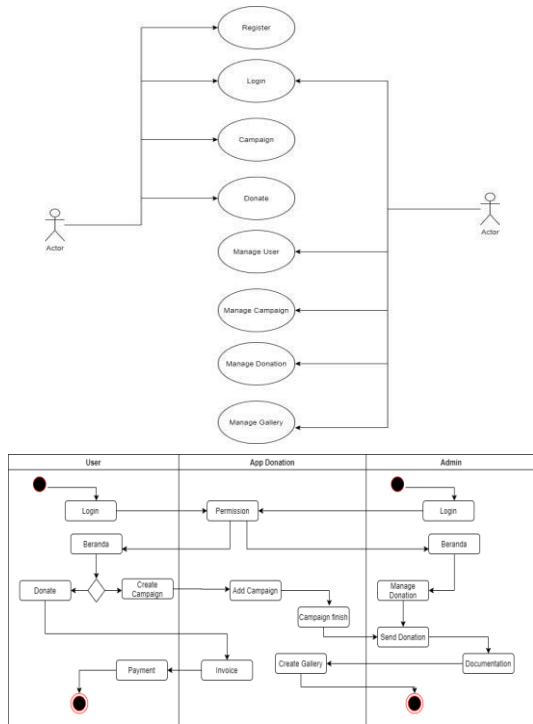 Register
Login
Campaign
Donate
Actor
Actor
Manage User
Manage Campaign
Manage Donation
Manage Gallery
User
App Donation
Admin
Login
Permission
Login
Beranda
Beranda
Donate
Create
Campaign
Add Campaign
Manage
Donation
Campaign finish
Send Donation
Payment
Invoice
Create Gallery
Documentation